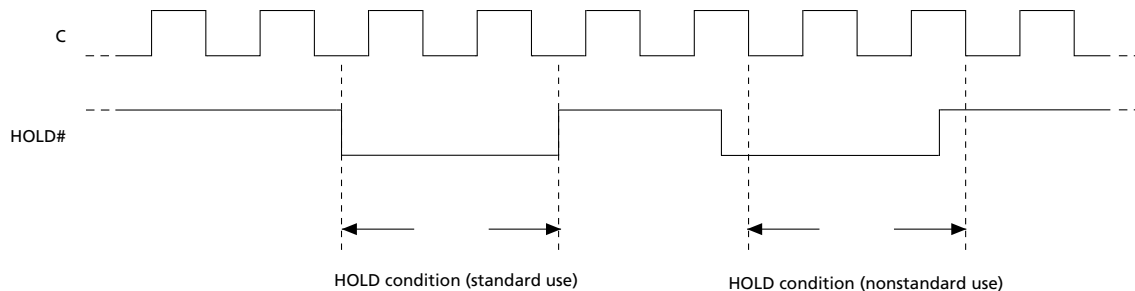 C
HOLD#
HOLD condition (standard use)
HOLD condition (nonstandard use)